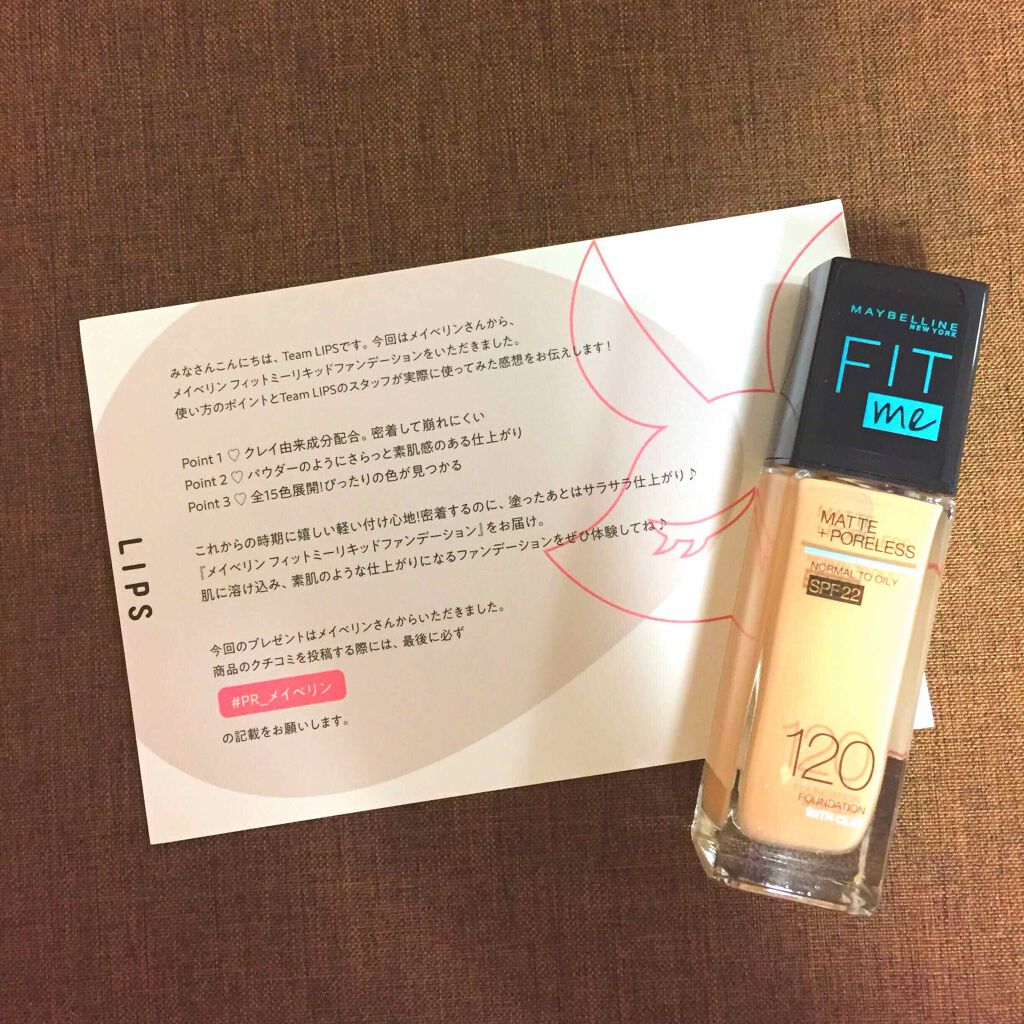 みなさんこんにちは、Team LIPSです。今回はメイベリンさんから、
メイベリン フィットミーリキッドファンデーションをいただきました。
使い方のポイントとTeam LIPSのスタッフが実際に使ってみた感想をお伝えします！
Point 1 ♡ クレイ由来成分配合。密着して崩れにくい
Point 2 ♡ パウダーのようにさらっと素肌感のある仕上がり
Point 3 ♡ 全15色展開！ぴったりの色が見つかる
これからの時期に嬉しい軽い付け心地！密着するのに、塗ったあとはサラサラ仕上がり♪
『メイベリン フィットミーリキッドファンデーション』をお届け。
肌に溶け込み、素肌のような仕上がりになるファンデーションをぜひ体験してね♪
今回のプレゼントはメイベリンさんからいただきました。
商品のクチコミを投稿する際には、最後に必ず
#PR_メイベリン
の記載をお願いします。
LIPS
MAYBELLINE
NEW YORK
FIT
me
MATTE
+PORELESS
NORMAL TO OILY
SPF 22
120
FOUNDATION
WITH CLAY